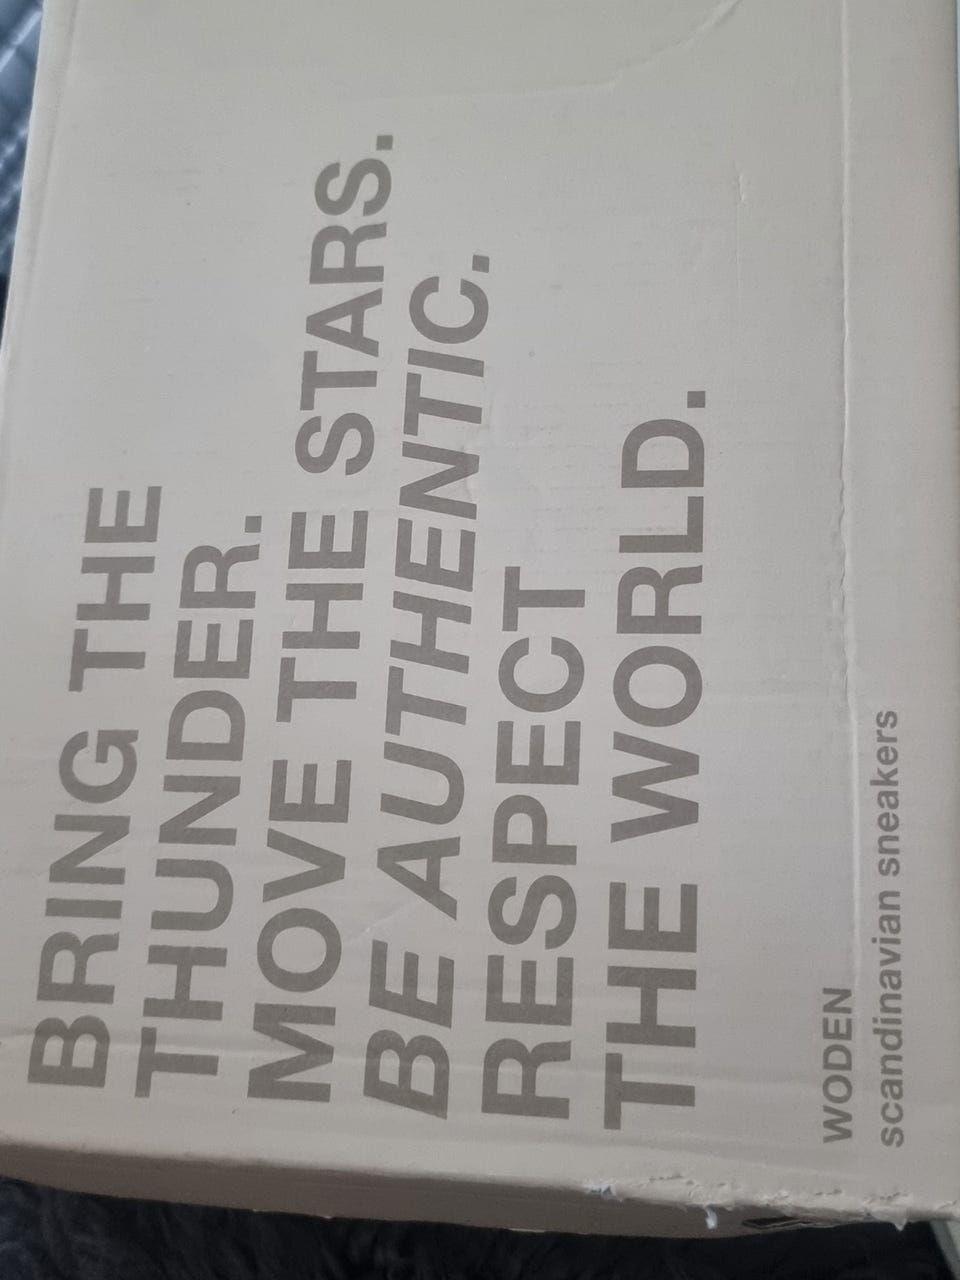 BRING THE
THUNDER.
MOVE THE STARS.
BE AUTHENTIC.
RESPECT
THE WORLD.
WODEN
scandinavian sneakers